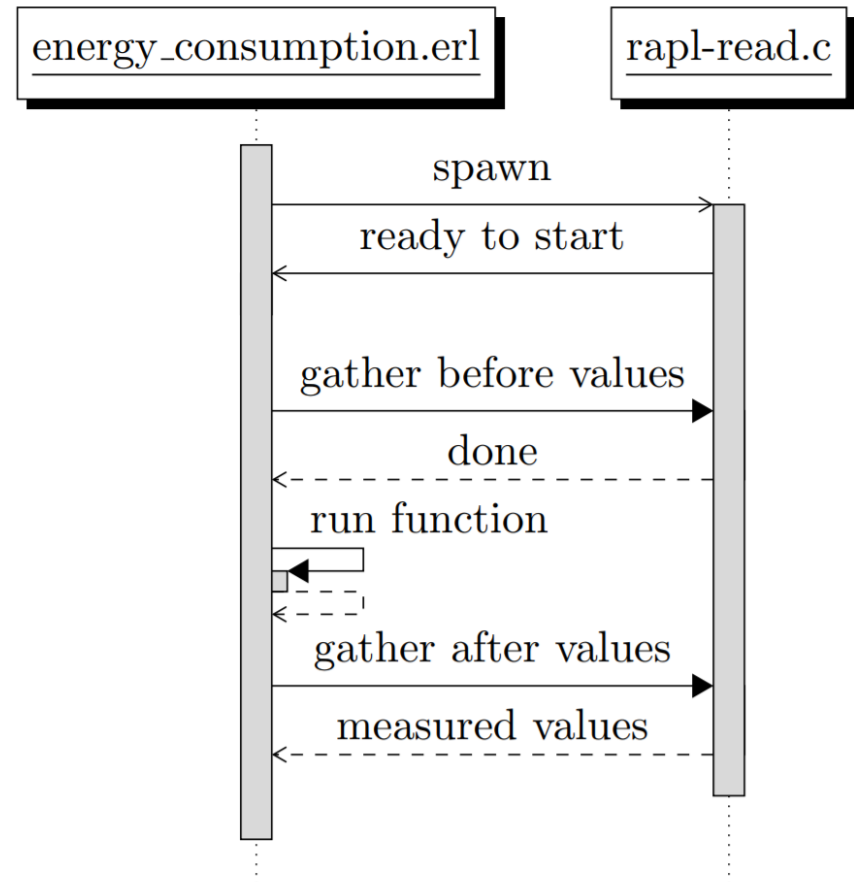 energy_consumption.erl
rapl-read.c
spawn
ready to start
gather before values
done
run function
gather after values
measured values